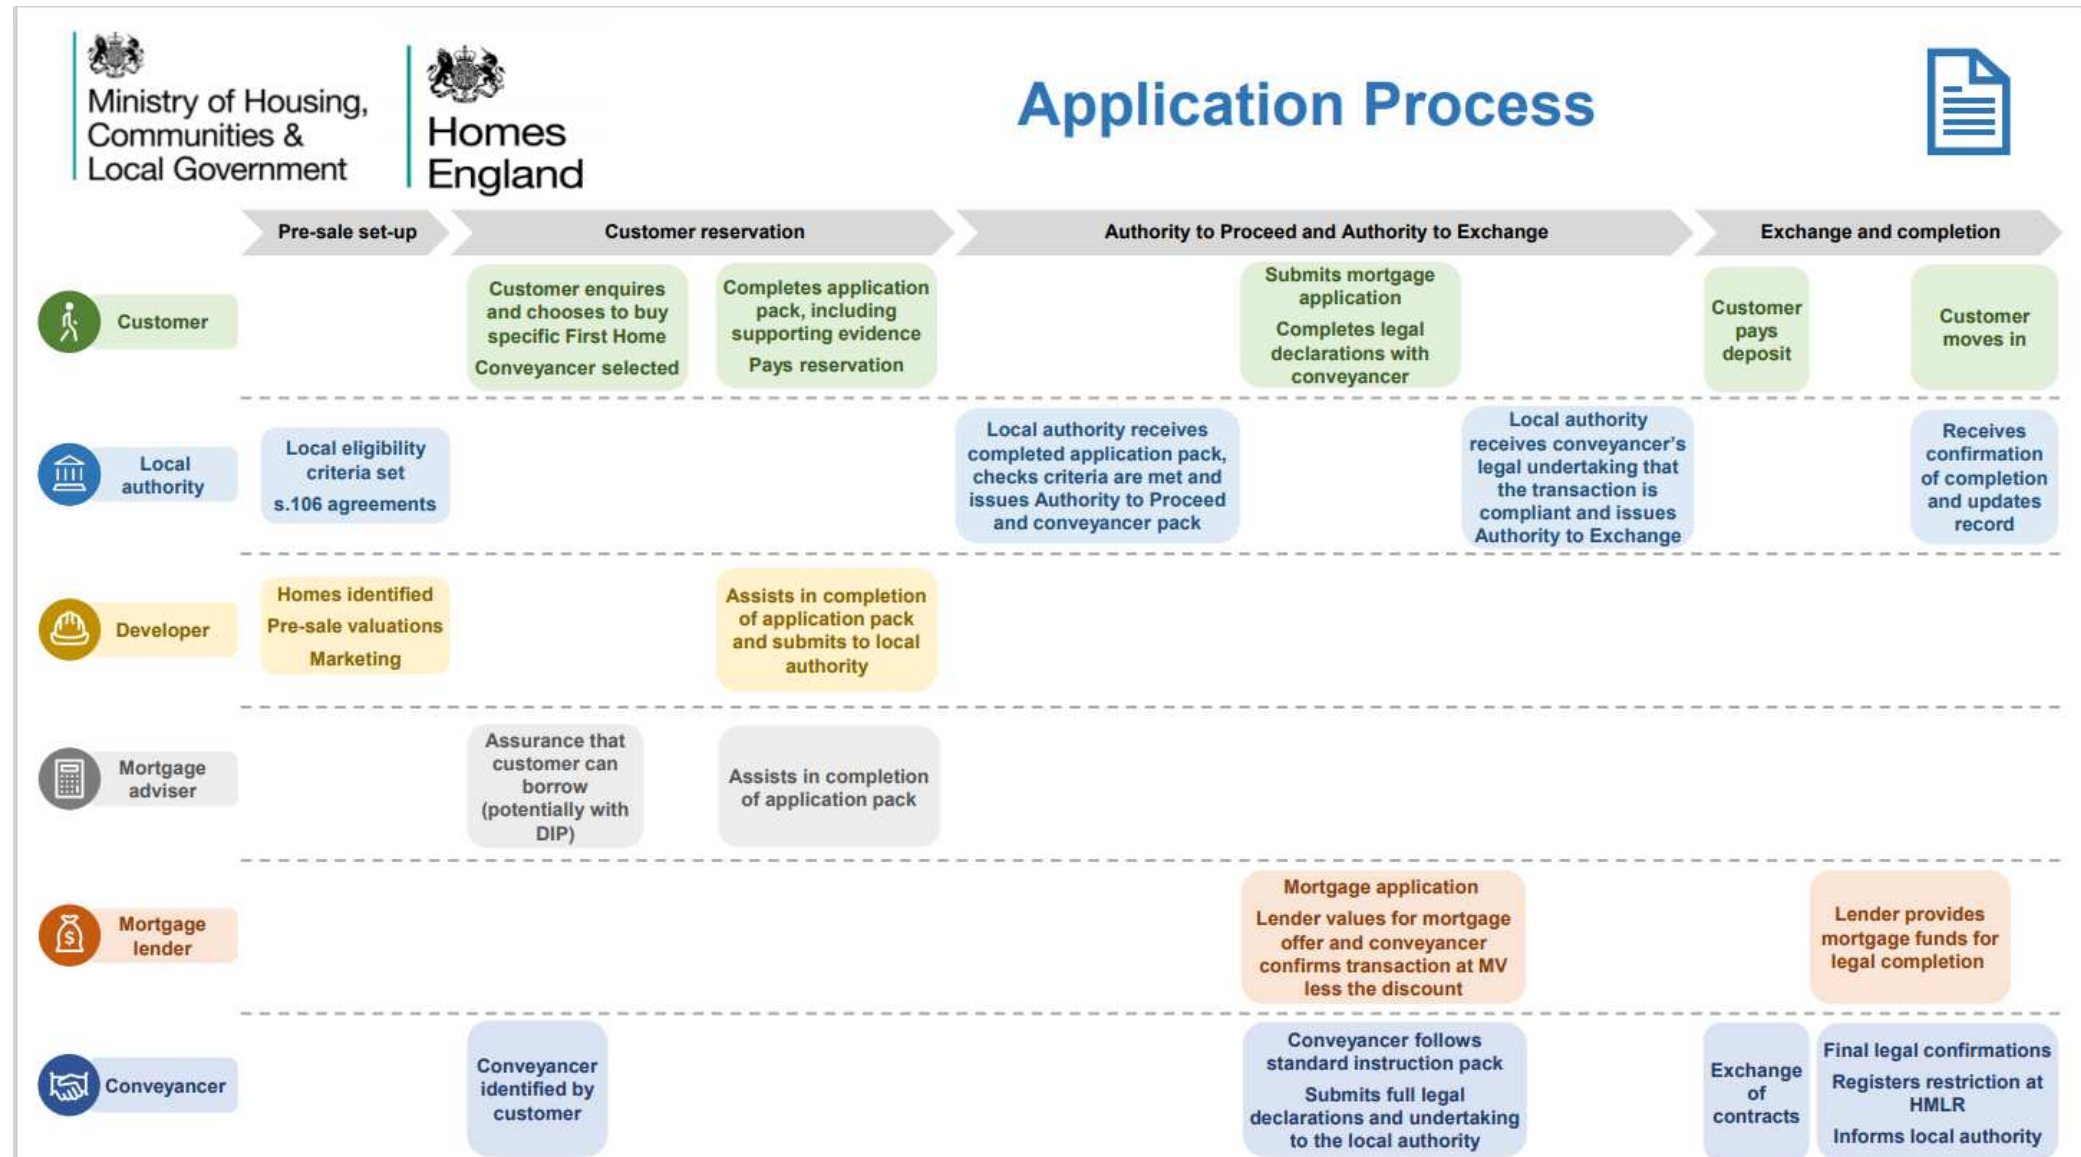 Ministry of Housing,
Communities &
Local Government
Homes
England
Application Process
Pre-sale set-up
Customer reservation
Authority to Proceed and Authority to Exchange
Exchange and completion
Customer
Customer enquires
and chooses to buy
specific First Home
Conveyancer selected
Completes application
pack, including
supporting evidence
Pays reservation
Submits mortgage
application
Completes legal
declarations with
conveyancer
Customer
pays
deposit
Customer
moves in
Local
authority
Local eligibility
criteria set
s.106 agreements
Local authority receives
completed application pack,
checks criteria are met and
issues Authority to Proceed
and conveyancer pack
Local authority
receives conveyancer's
legal undertaking that
the transaction is
compliant and issues
Authority to Exchange
Receives
confirmation
of completion
and updates
record
Developer
Homes identified
Pre-sale valuations
Marketing
Assists in completion
of application pack
and submits to local
authority
Mortgage
adviser
Assurance that
customer can
borrow
(potentially with
DIP)
Assists in completion
of application pack
Mortgage
lender
Mortgage application
Lender values for mortgage
offer and conveyancer
confirms transaction at MV
less the discount
Lender provides
mortgage funds for
legal completion
$
Conveyancer
Conveyancer
identified by
customer
Conveyancer follows
standard instruction pack
Submits full legal
declarations and undertaking
to the local authority
Exchange
of
contracts
Final legal confirmations
Registers restriction at
HMLR
Informs local authority